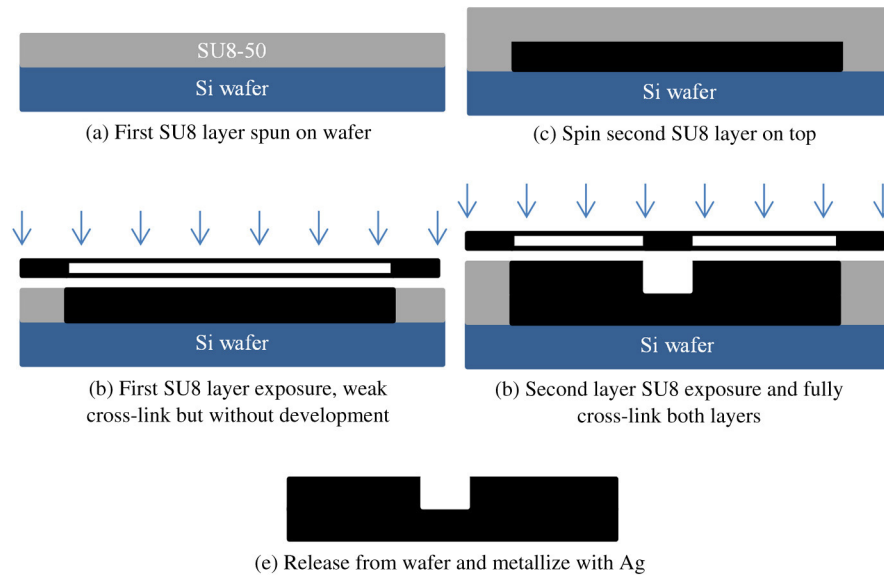 SU8-50
Si wafer
(a) First SU8 layer spun on wafer
Si wafer
(c) Spin second SU8 layer on top
Si wafer
(b) First SU8 layer exposure, weak
cross-link but without development
Si wafer
(b) Second layer SU8 exposure and fully
cross-link both layers
(e) Release from wafer and metallize with Ag